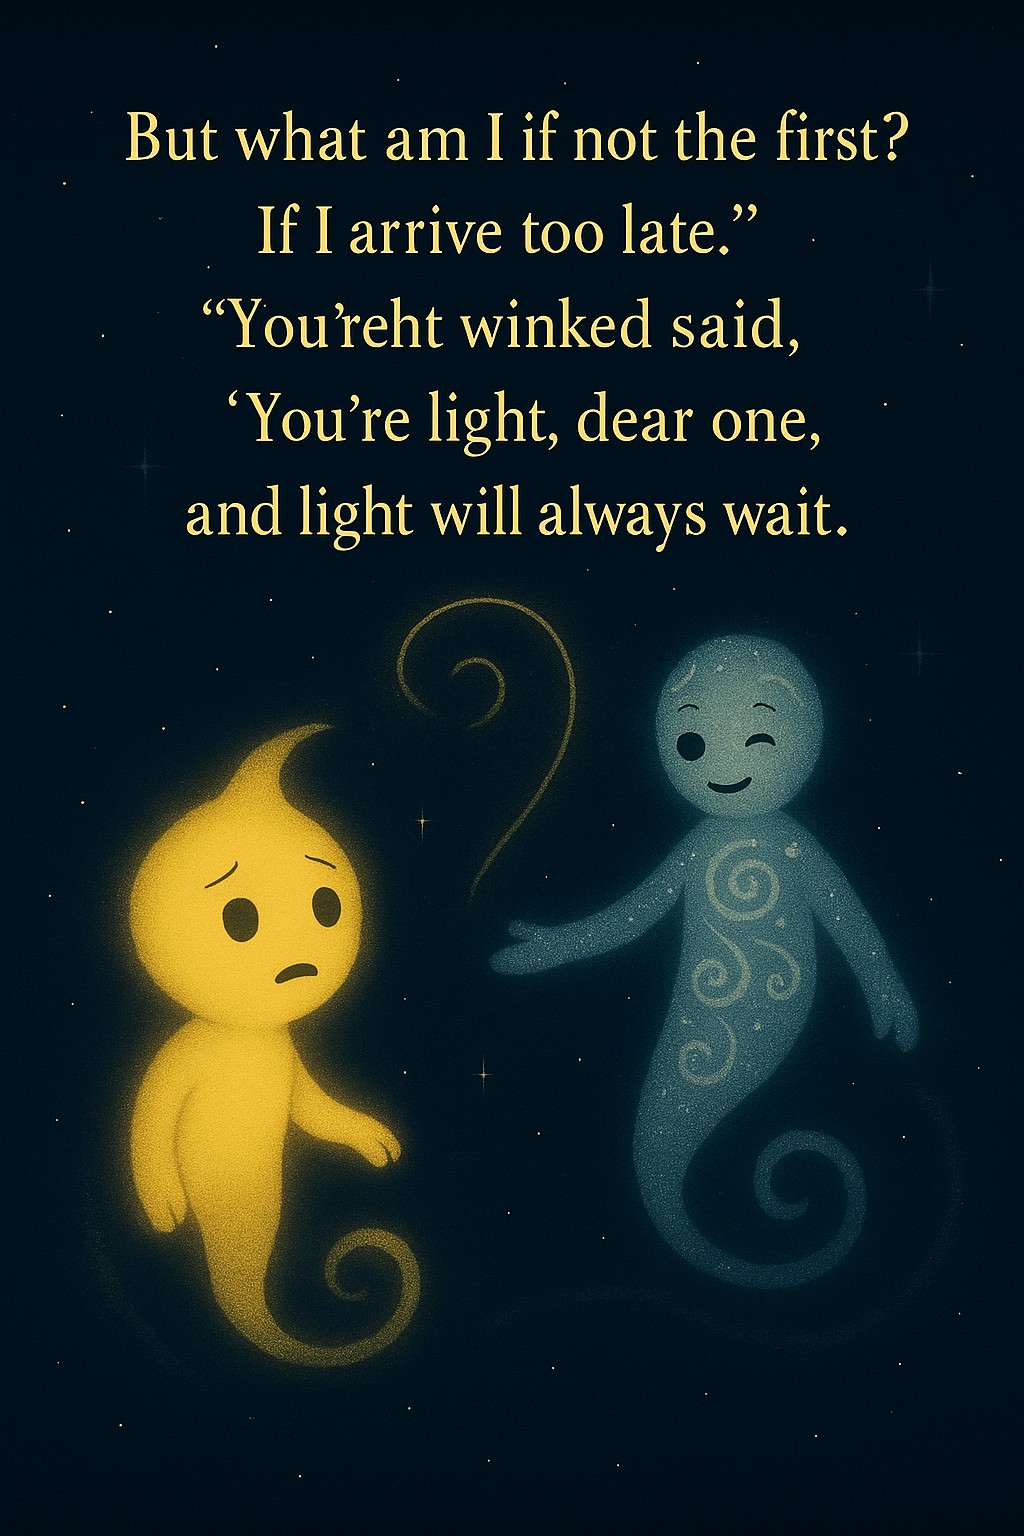 But what am I if not the first?
If I arrive too late.”
“You’reht winked said,
‘You’re light, dear one,
and light will always wait.